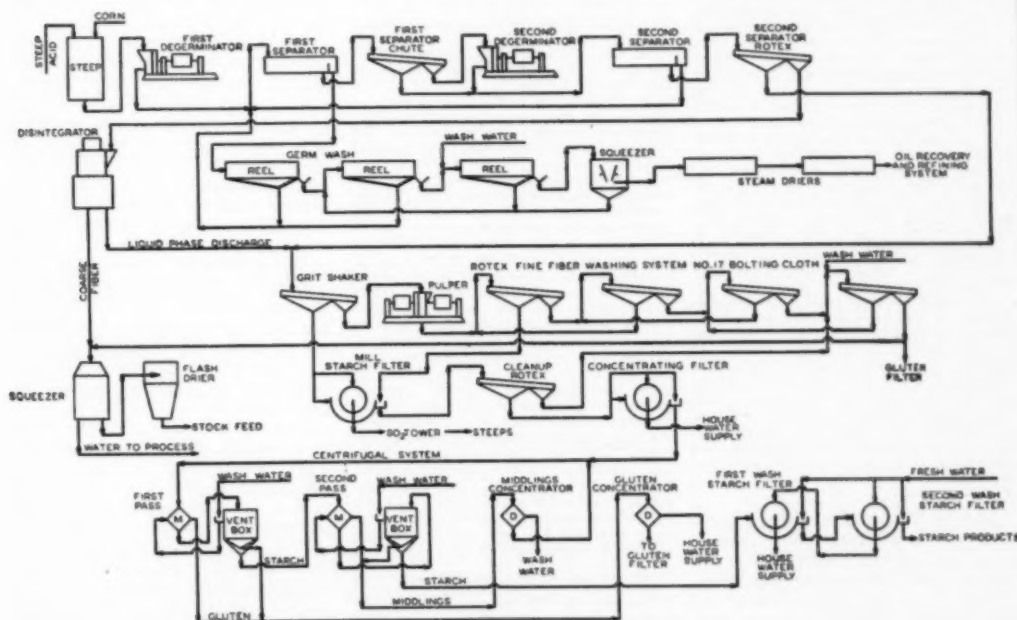 CORN
STEEP
ACID
STEEP
FIRST
DEGERMINATOR
FIRST
SEPARATOR
FIRST
SEPARATOR
CHUTE
SECOND
DEGERMINATOR
SECOND
SEPARATOR
SECOND
SEPARATOR
ROTEX
DISINTEGRATOR
GERM WASH
REEL
REEL
REEL
WASH WATER
SQUEEZER
STEAM DRIERS
OIL RECOVERY
AND REFINING
SYSTEM
LIQUID PHASE DISCHARGE
COARSE
FIBER
GRIT SHAKER
PULPER
ROTEX FINE FIBER WASHING SYSTEM NO.17 BOLTING CLOTH
WASH WATER
GLUTEN
FILTER
SQUEEZER
FLASH
DRIER
STOCK FEED
WATER TO PROCESS
MILL
STARCH FILTER
CLEANUP
ROTEX
CONCENTRATING FILTER
SO2 TOWER
STEEPS
HOUSE
WATER
SUPPLY
CENTRIFUGAL SYSTEM
FIRST
PASS
M
WASH WATER
VENT
BOX
STARCH
SECOND
PASS
M
WASH WATER
VENT
BOX
MIDDLINGS
CONCENTRATOR
D
WASH
WATER
GLUTEN
CONCENTRATOR
D
TO
GLUTEN
FILTER
HOUSE
WATER
SUPPLY
FIRST WASH
STARCH FILTER
HOUSE
WATER
SUPPLY
FRESH WATER
SECOND WASH
STARCH FILTER
STARCH PRODUCTS
STARCH
MIDDLINGS
GLUTEN